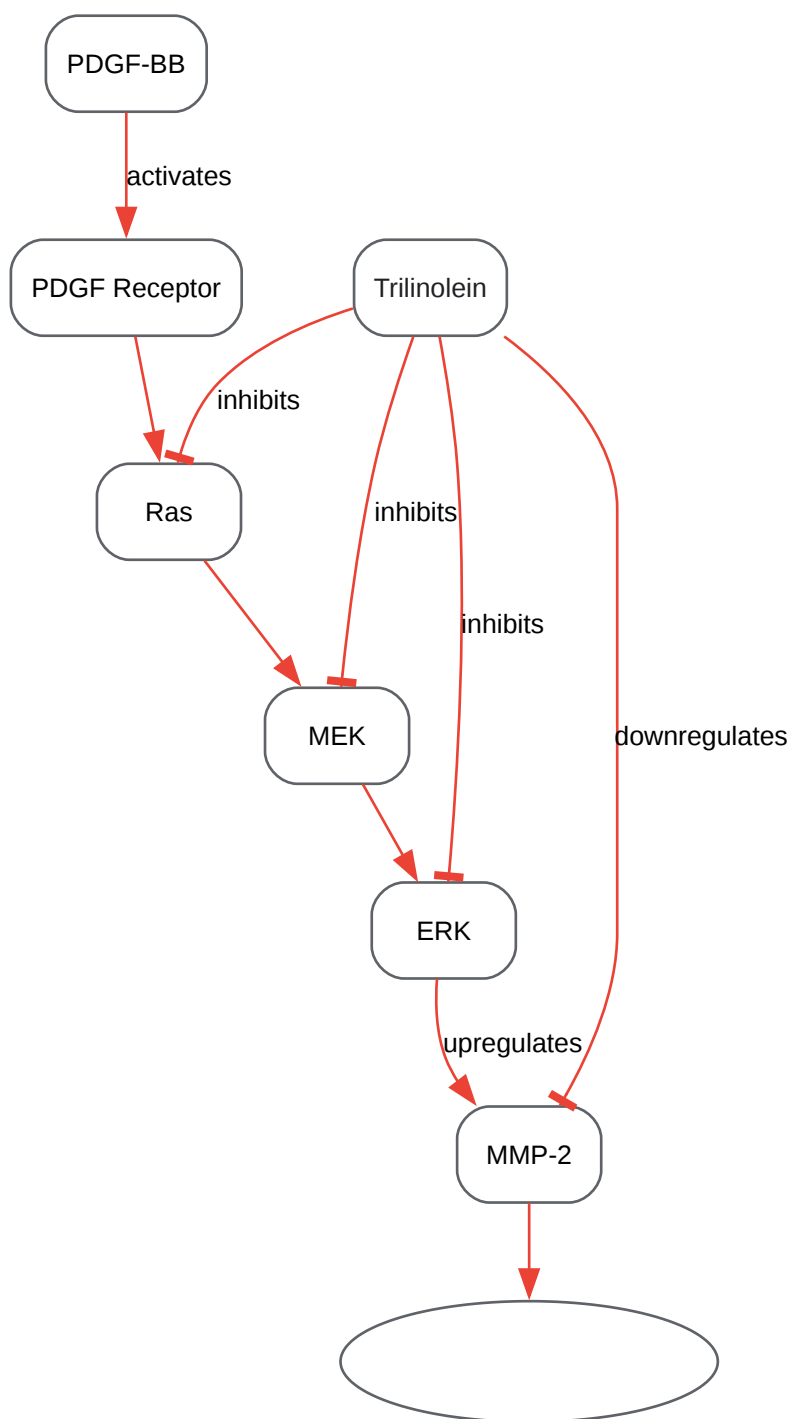 PDGF-BB
activates
PDGF Receptor
Trilinolein
inhibits
Ras
inhibits
inhibits
MEK
downregulates
ERK
upregulates
MMP-2